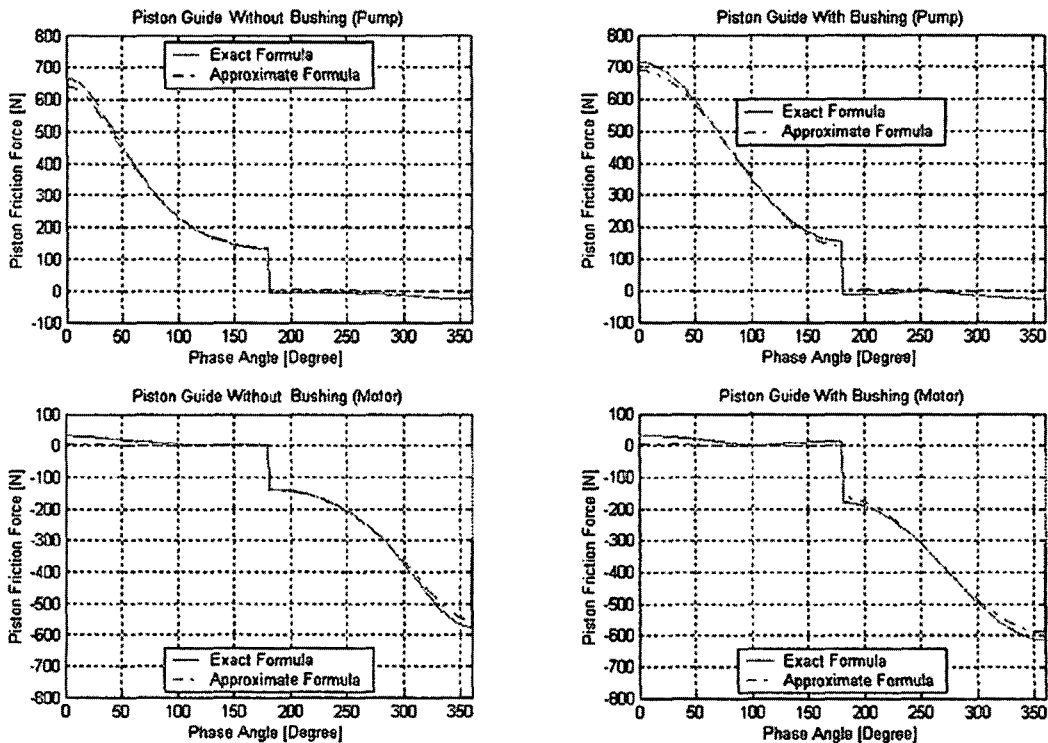 Piston Guide Without Bushing (Pump)
800
700
600
500
400
300
200
100
0
-100
Piston Friction Force [N]
Exact Formula
Approximate Formula
0 50 100 150 200 250 300 350
Phase Angle [Degree]
Piston Guide With Bushing (Pump)
800
700
600
500
400
300
200
100
0
-100
Piston Friction Force [N]
Exact Formula
Approximate Formula
0 50 100 150 200 250 300 350
Phase Angle [Degree]
Piston Guide Without Bushing (Motor)
100
0
-100
-200
-300
-400
-500
-600
-700
-800
Piston Friction Force [N]
Exact Formula
Approximate Formula
0 50 100 150 200 250 300 350
Phase Angle [Degree]
Piston Guide With Bushing (Motor)
100
0
-100
-200
-300
-400
-500
-600
-700
-800
Piston Friction Force [N]
Exact Formula
Approximate Formula
0 50 100 150 200 250 300 350
Phase Angle [Degree]